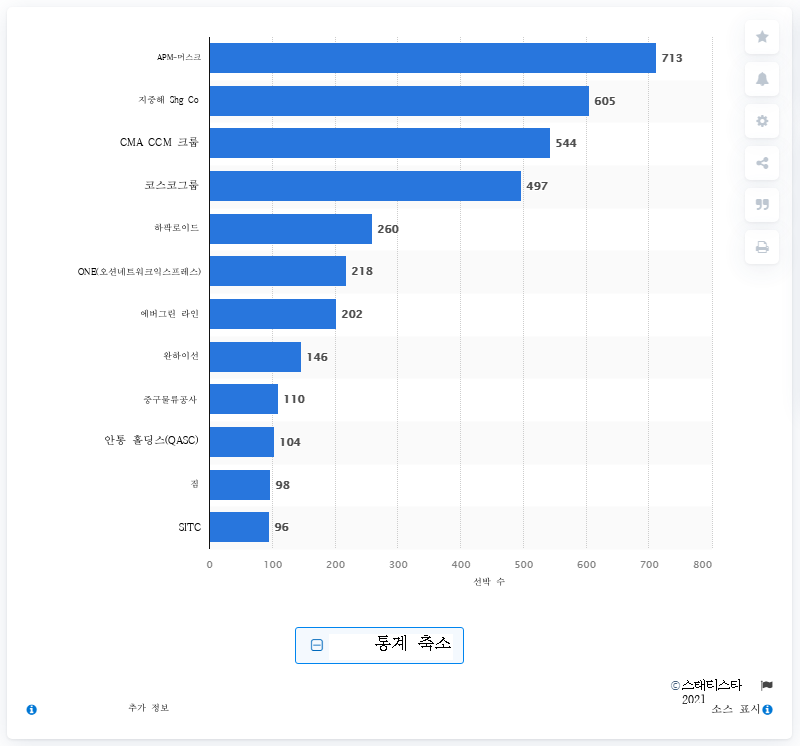 APM-머스크
713
지중해 Shg Co
605
CMA CCM 크룹
544
코스코그룹
497
하팍로이드
260
ONE(오션네트워크익스프레스)
218
에버그린 라인
202
완하이선
146
중구물류공사
110
안통 홀딩스(QASC)
104
짐
98
SITC
96
0 100 200 300 400 500 600 700 800
선박 수
통계 축소
©스태티스타
2021
추가 정보
소스 표시